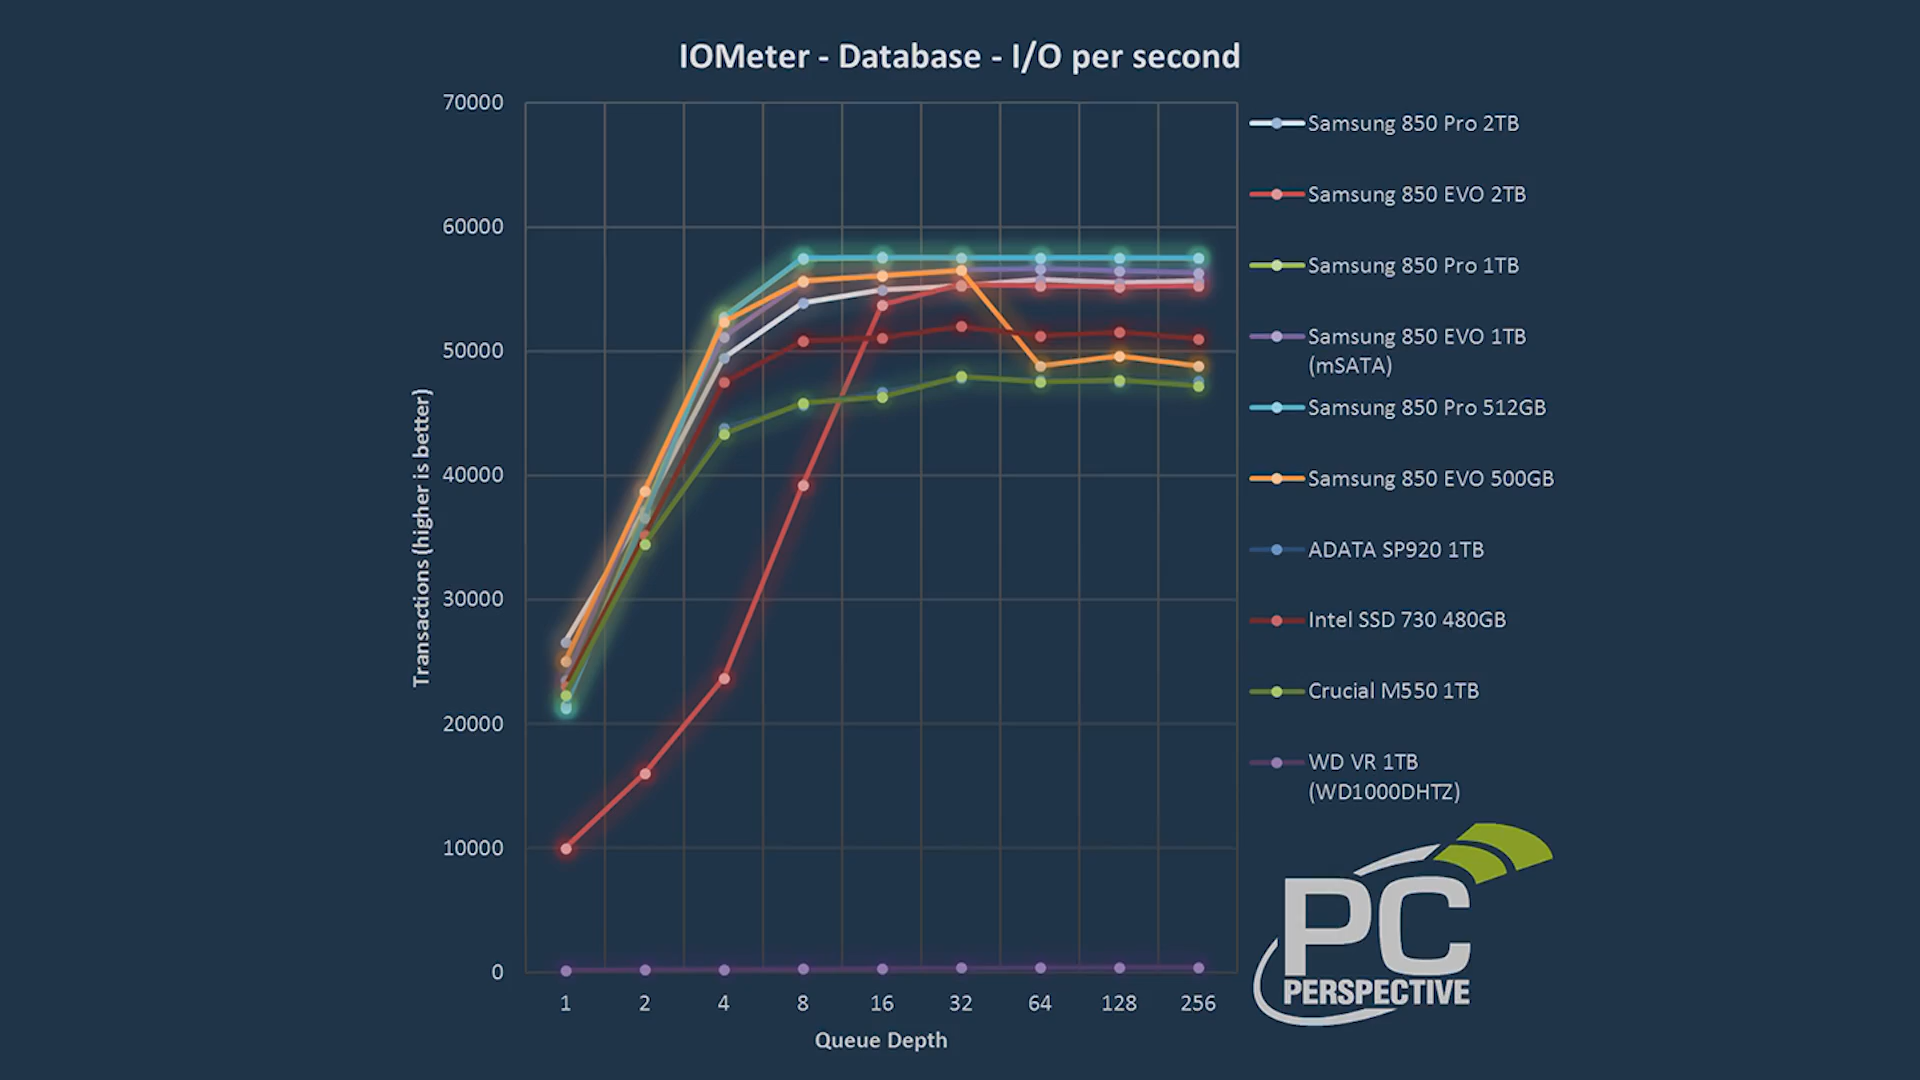 IOMeter - Database - I/O per second
70000
60000
50000
40000
30000
20000
10000
0
Transactions (higher is better)
1 2 4 8 16 32 64 128 256
Queue Depth
Samsung 850 Pro 2TB
Samsung 850 EVO 2TB
Samsung 850 Pro 1TB
Samsung 850 EVO 1TB
(mSATA)
Samsung 850 Pro 512GB
Samsung 850 EVO 500GB
ADATA SP920 1TB
Intel SSD 730 480GB
Crucial M550 1TB
WD VR 1TB
(WD1000DHTZ)
PC
PERSPECTIVE